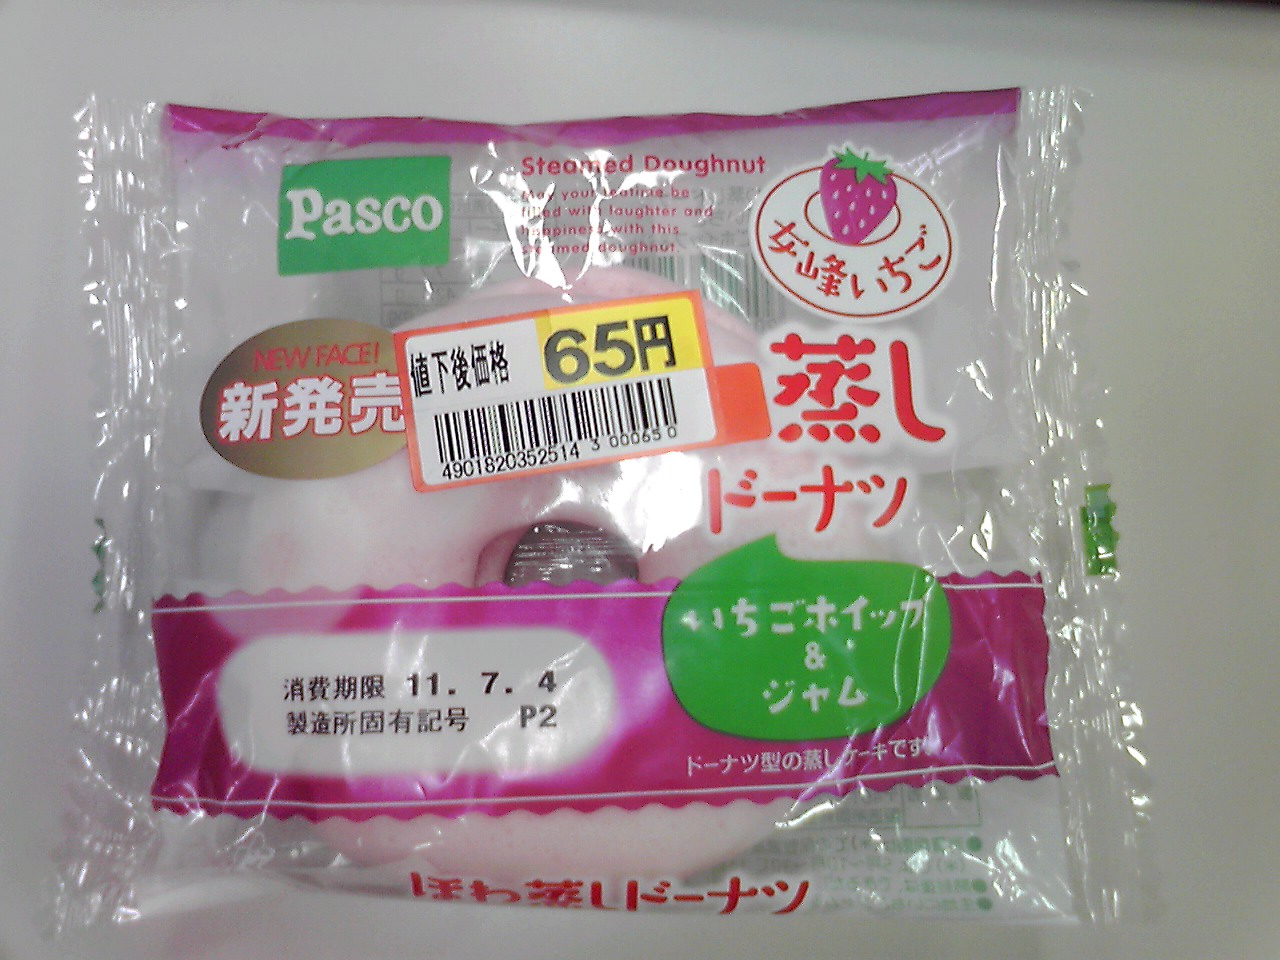 Pasco
Steamed Doughnut
May your teatime be
filled with laughter and
happiness with this
steamed doughnut.
女峰いちご
NEW FACE!
新発売
値下後価格
65円
4901820352514 3 00065 0
蒸し
ドーナツ
いちごホイップ
&
ジャム
消費期限 11. 7. 4
製造所固有記号 P2
ドーナツ型の蒸しケーキです。
ほわ蒸しドーナツ